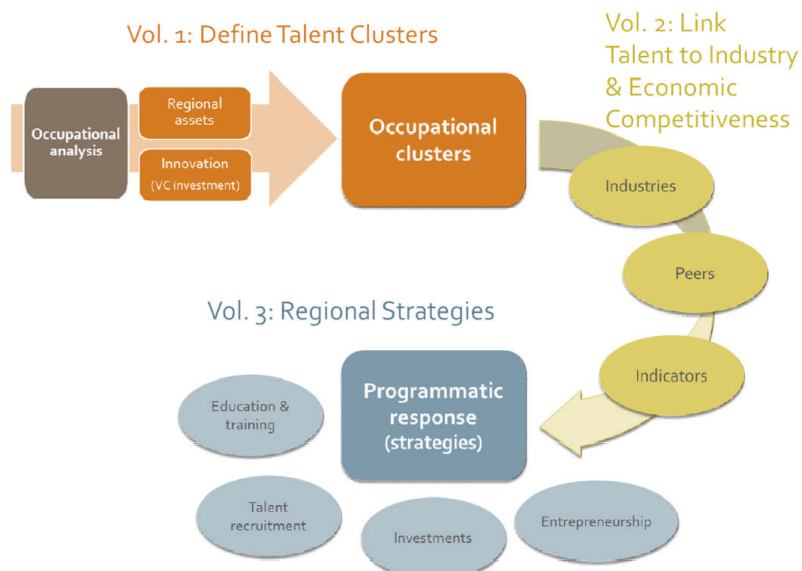 Vol. 1: Define Talent Clusters
Vol. 2: Link
Talent to Industry
& Economic
Competitiveness
Occupational
analysis
Regional
assets
Innovation
(VC investment)
Occupational
clusters
Industries
Peers
Indicators
Vol. 3: Regional Strategies
Programmatic
response
(strategies)
Education &
training
Talent
recruitment
Investments
Entrepreneurship